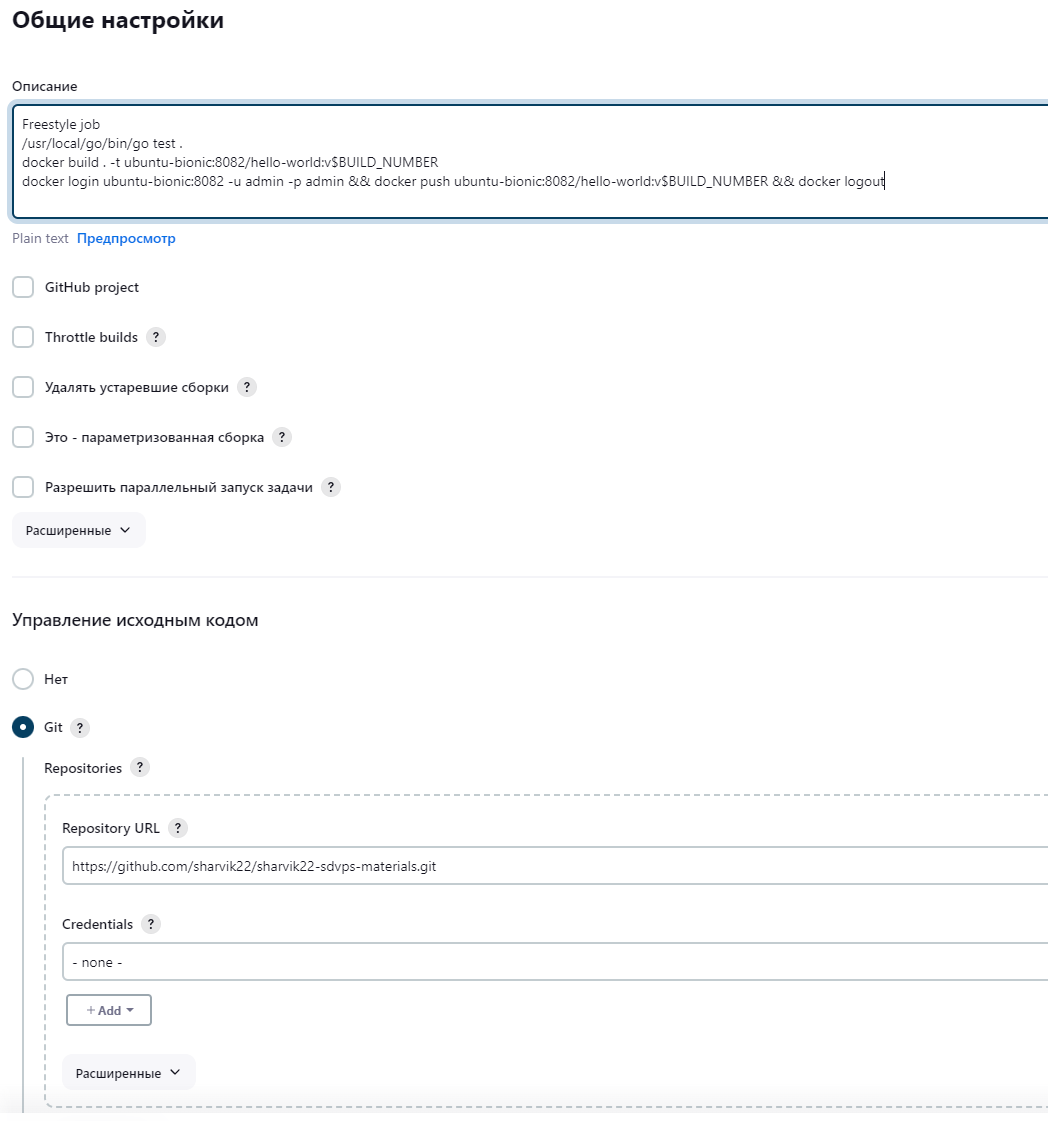 Общие настройки
Описание
Freestyle job
/usr/local/go/bin/go test .
docker build . -t ubuntu-bionic:8082/hello-world:v$BUILD_NUMBER
docker login ubuntu-bionic:8082 -u admin -p admin && docker push ubuntu-bionic:8082/hello-world:v$BUILD_NUMBER && docker logout
Plain text Предпросмотр
GitHub project
Throttle builds ?
Удалять устаревшие сборки ?
Это - параметризованная сборка ?
Разрешить параллельный запуск задачи ?
Расширенные
Управление исходным кодом
Нет
Git ?
Repositories ?
Repository URL ?
https://github.com/sharvik22/sharvik22-sdvps-materials.git
Credentials ?
- none -
+ Add
Расширенные